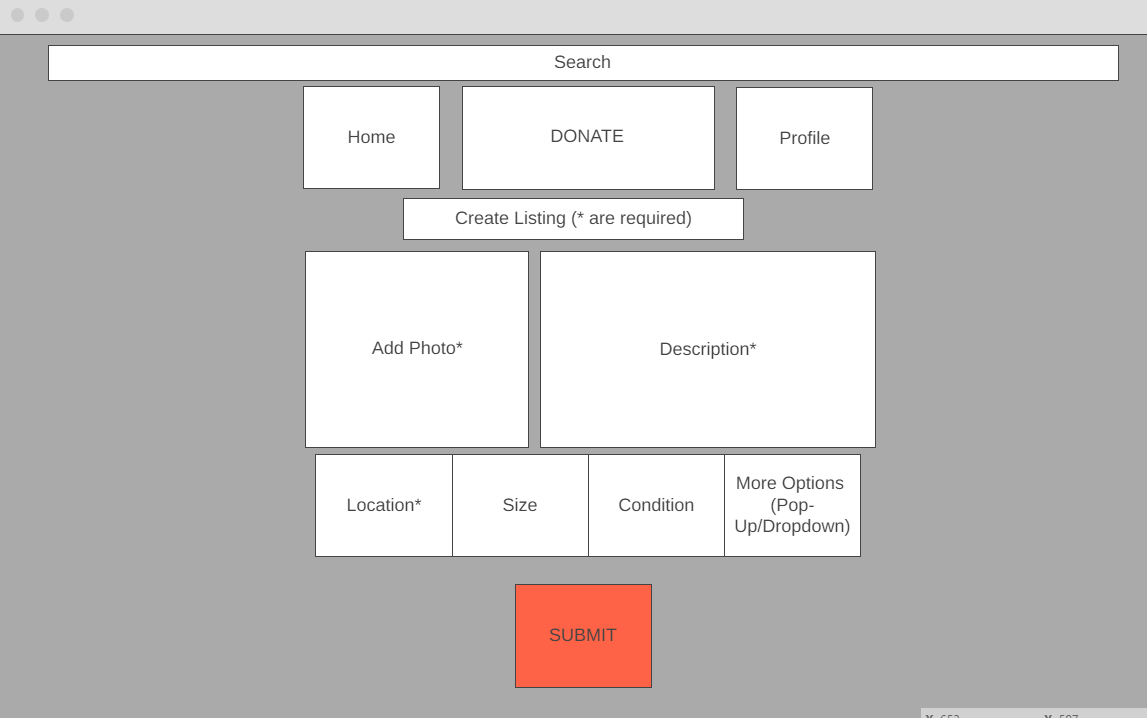 Search
Home
DONATE
Profile
Create Listing (* are required)
Add Photo*
Description*
Location*
Size
Condition
More Options
(Pop-
Up/Dropdown)
SUBMIT